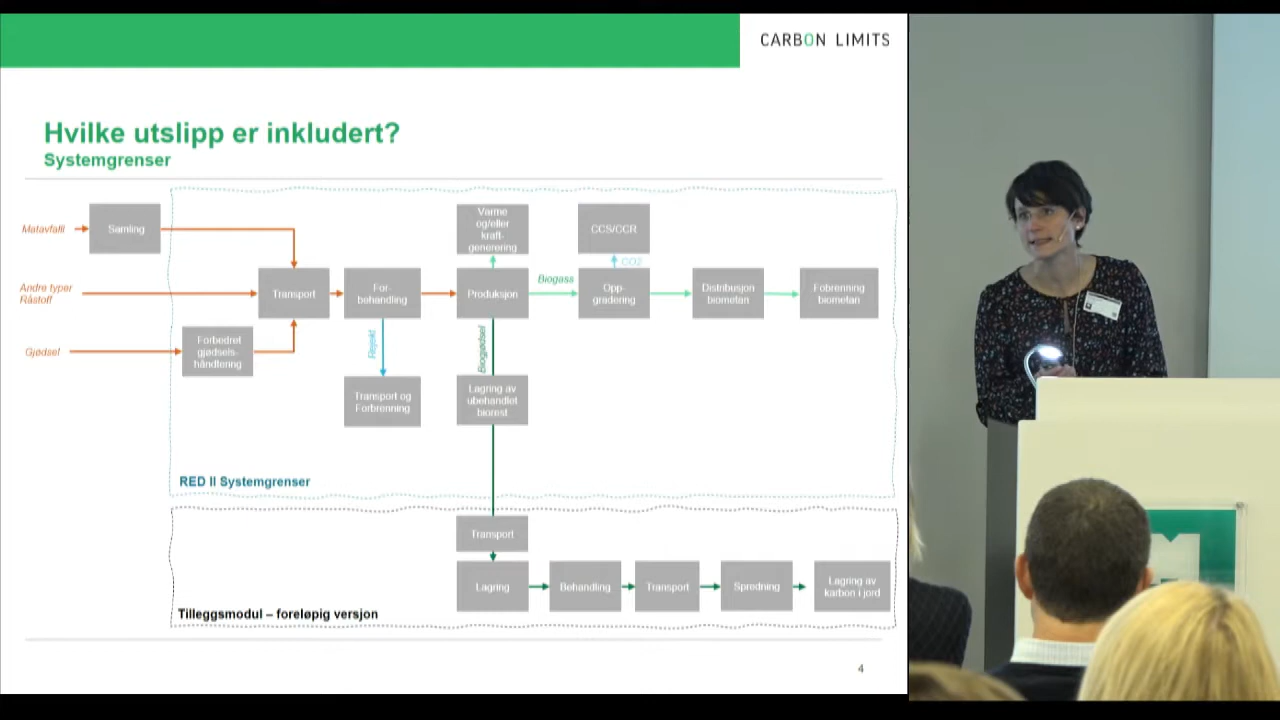 CARBON LIMITS
Hvilke utslipp er inkludert?
Systemgrenser
Matavfalll
Samling
Varme
og/eller
kraft-
generering
CCS/CCR
CO2
Andre typer
Råstoff
Transport
For-
behandling
Produksjon
Biogass
Opp-
gradering
Distribusjon
biometan
Fobrenning
biometan
Gjødsel
Forbedret
gjødsels-
håndtering
Rejekt
Biogjødsel
Transport og
Forbrenning
Lagring av
ubehandlet
biorest
RED II Systemgrenser
Transport
Lagring
Behandling
Transport
Spredning
Lagring av
karbon i jord
Tilleggsmodul – foreløpig versjon
4